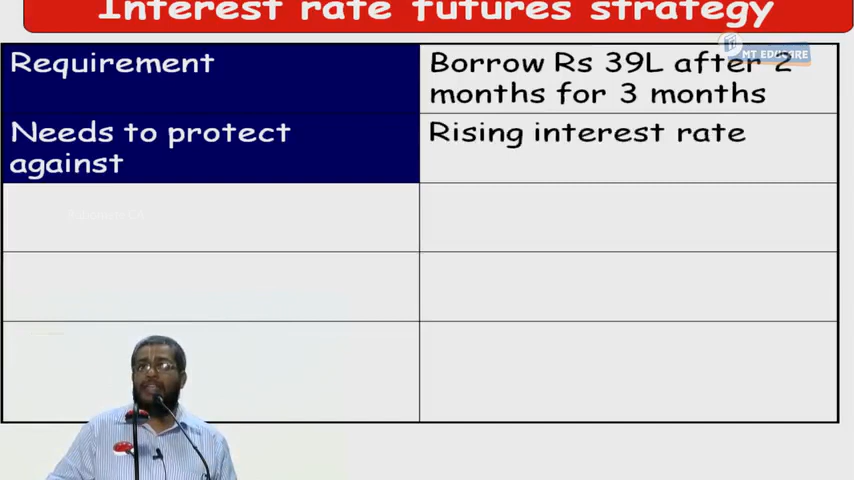 Interest rate futures strategy
MT EDUCARE
Requirement
Borrow Rs 39L after 2
months for 3 months
Needs to protect
against
Rising interest rate